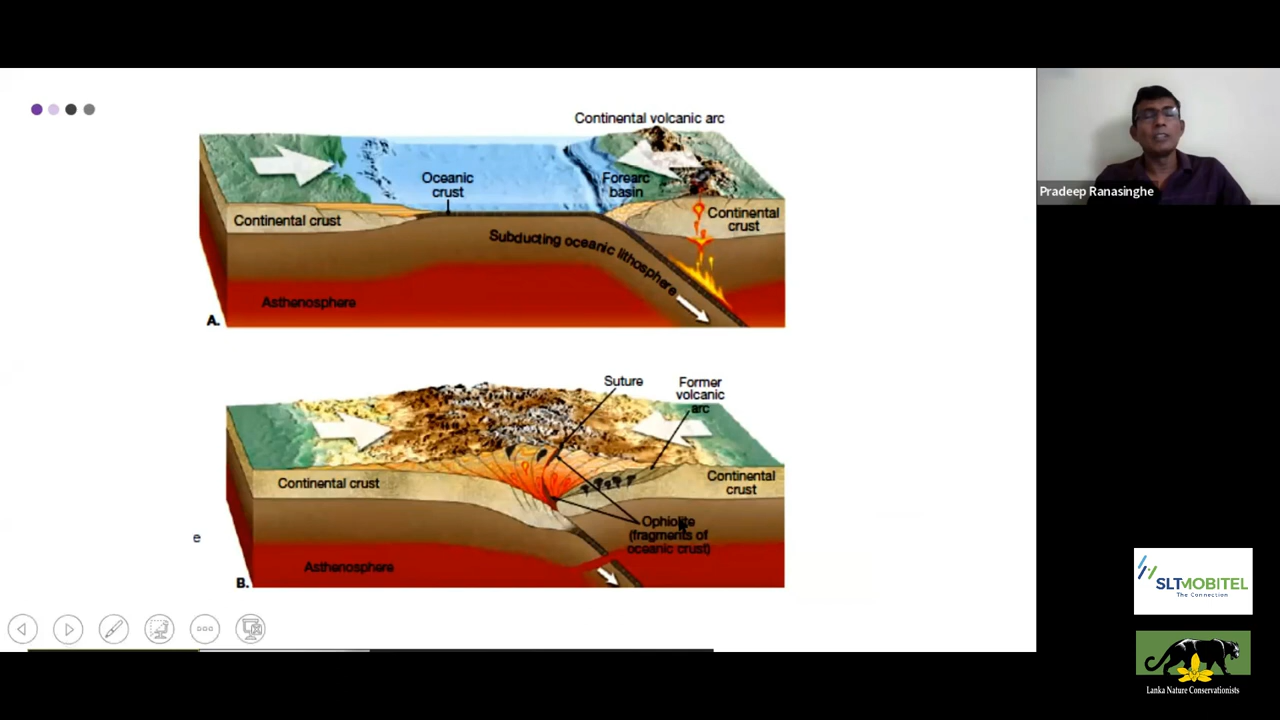 Continental volcanic arc
Oceanic
crust
Forearc
basin
Continental crust
Continental
crust
Subducting oceanic lithosphere
Asthenosphere
A.
Suture
Former
volcanic
arc
Continental crust
Continental
crust
Ophiolite
(fragments of
oceanic crust)
e
Asthenosphere
B.
Pradeep Ranasinghe
SLTMOBITEL
The Connection
Lanka Nature Conservationists